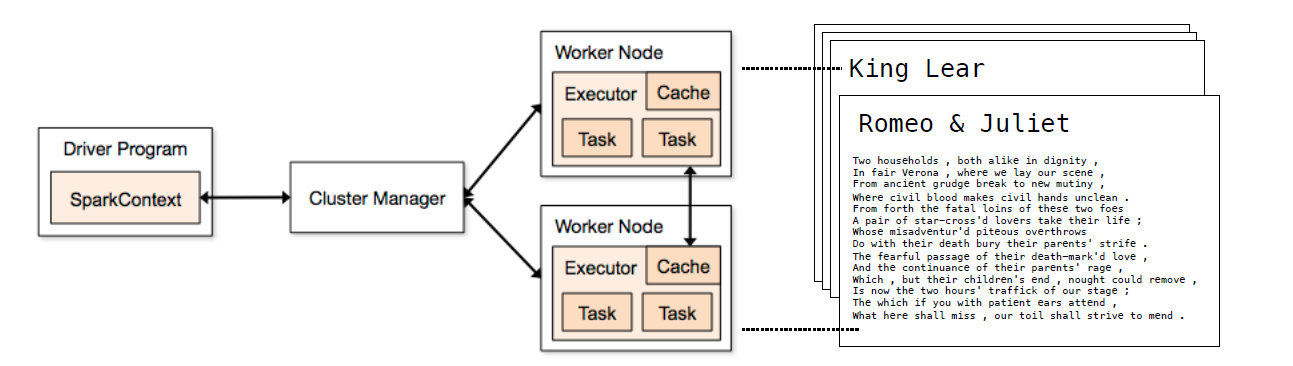 Driver Program
SparkContext
Cluster Manager
Worker Node
Executor
Cache
Task
Task
Worker Node
Executor
Cache
Task
Task
King Lear
Romeo & Juliet
Two households , both alike in dignity ,
In fair Verona , where we lay our scene ,
From ancient grudge break to new mutiny ,
Where civil blood makes civil hands unclean .
From forth the fatal loins of these two foes
A pair of star-cross'd lovers take their life ;
Whose misadventur'd piteous overthrows
Do with their death bury their parents' strife .
The fearful passage of their death-mark'd love ,
And the continuance of their parents' rage ,
Which , but their children's end , nought could remove ,
Is now the two hours' traffick of our stage ;
The which if you with patient ears attend ,
What here shall miss , our toil shall strive to mend .